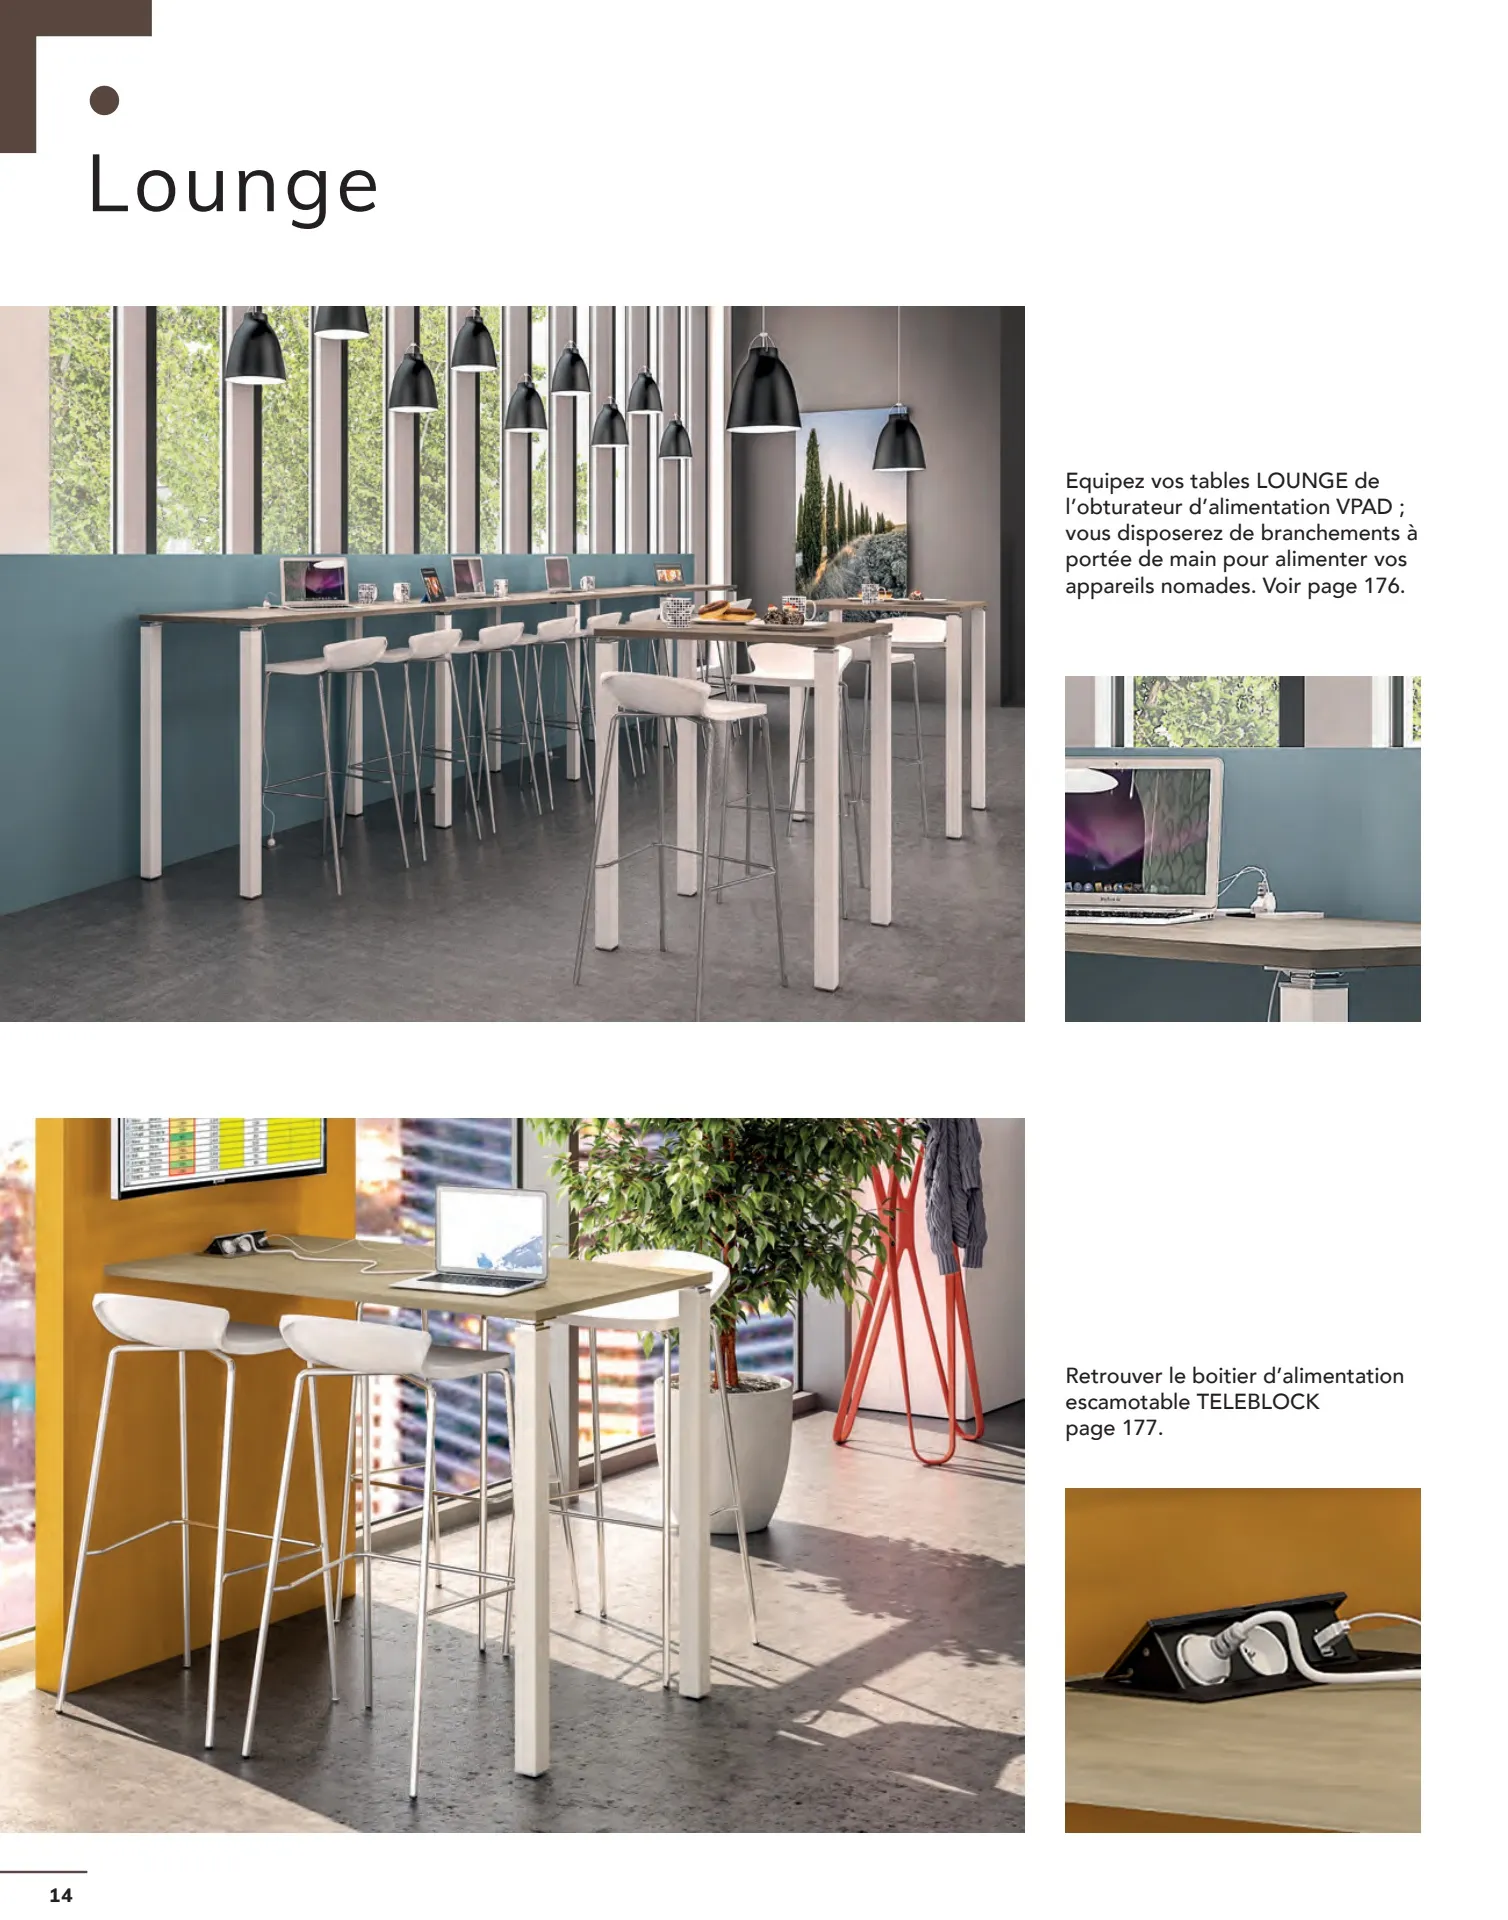 Lounge
Equipez vos tables LOUNGE de
l’obturateur d’alimentation VPAD ;
vous disposerez de branchements à
portée de main pour alimenter vos
appareils nomades. Voir page 176.
Retrouver le boitier d’alimentation
escamotable TELEBLOCK
page 177.
14